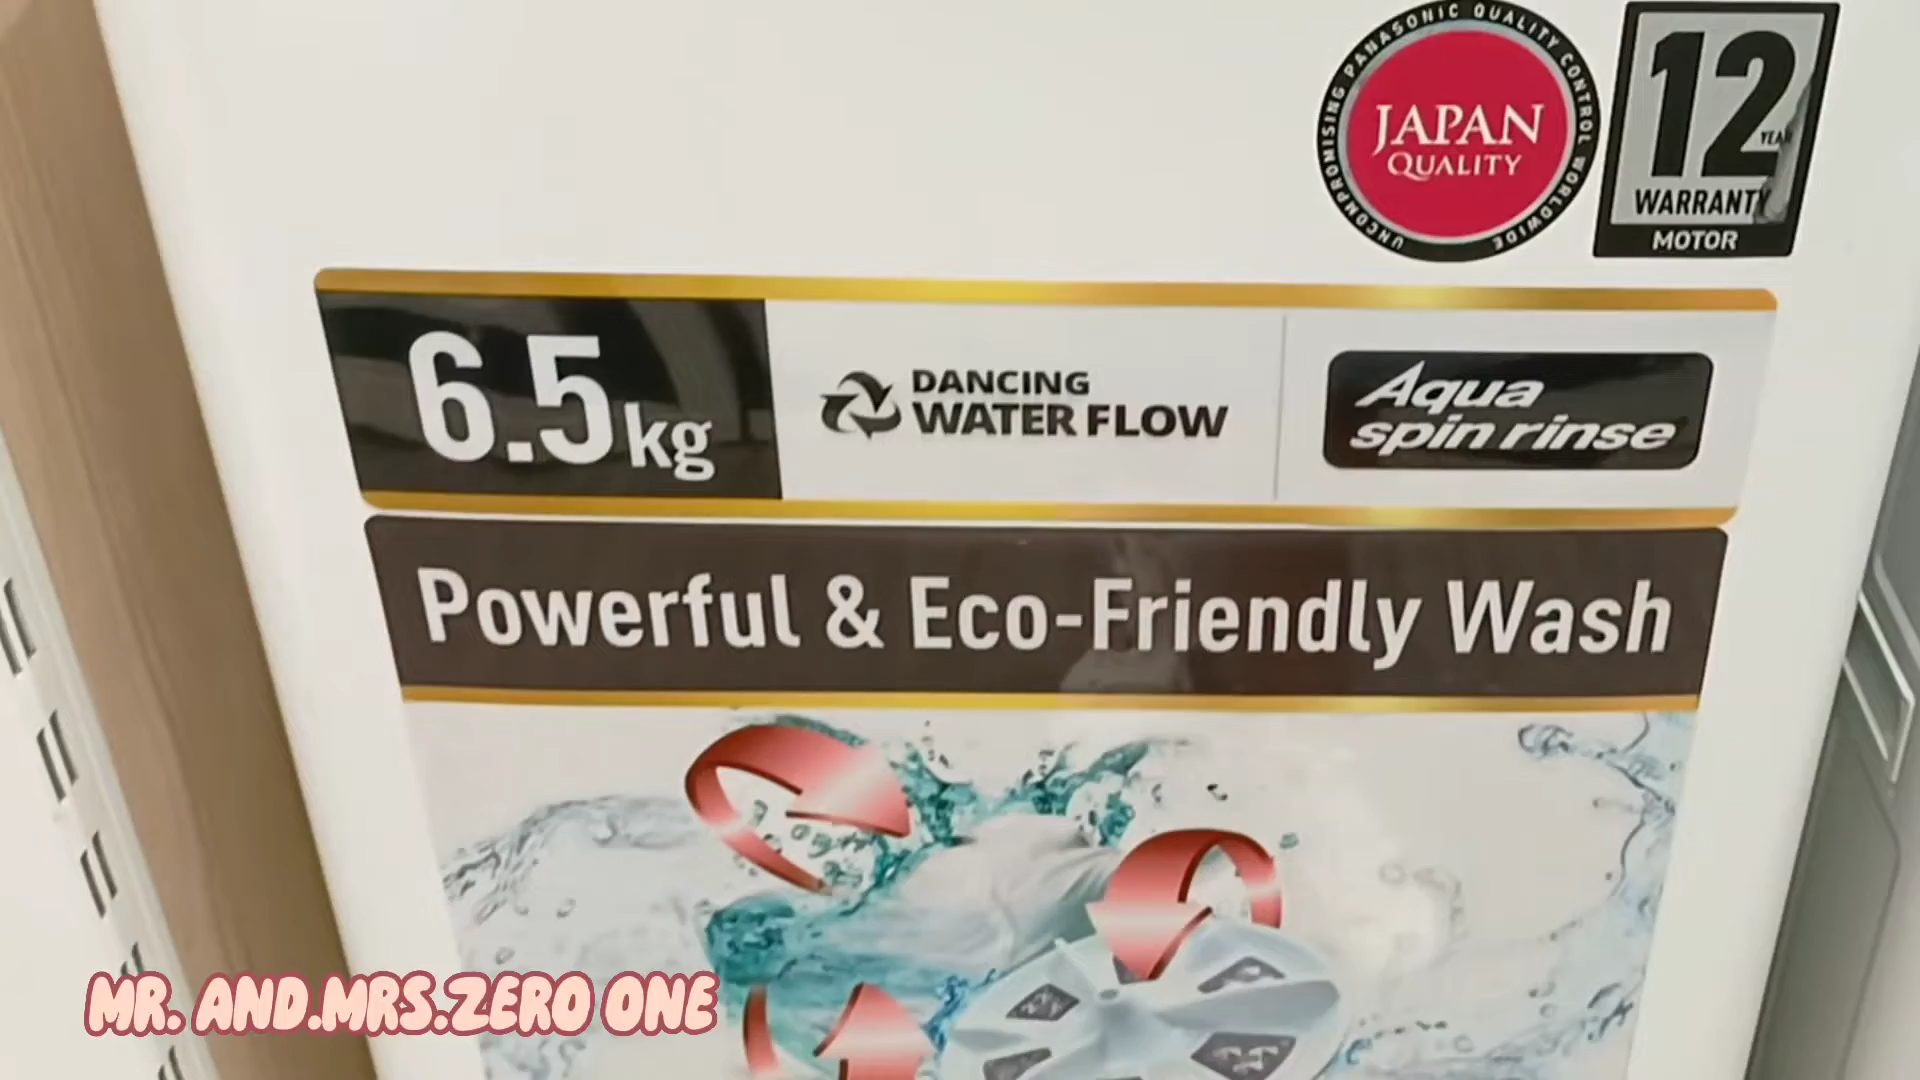 UNCOMPROMISING PANASONIC QUALITY CONTROL WORLDWIDE
JAPAN
QUALITY
12
YEAR
WARRANTY
MOTOR
6.5kg
DANCING
WATER FLOW
Aqua
spin rinse
Powerful & Eco-Friendly Wash
MR. AND.MRS.ZERO ONE